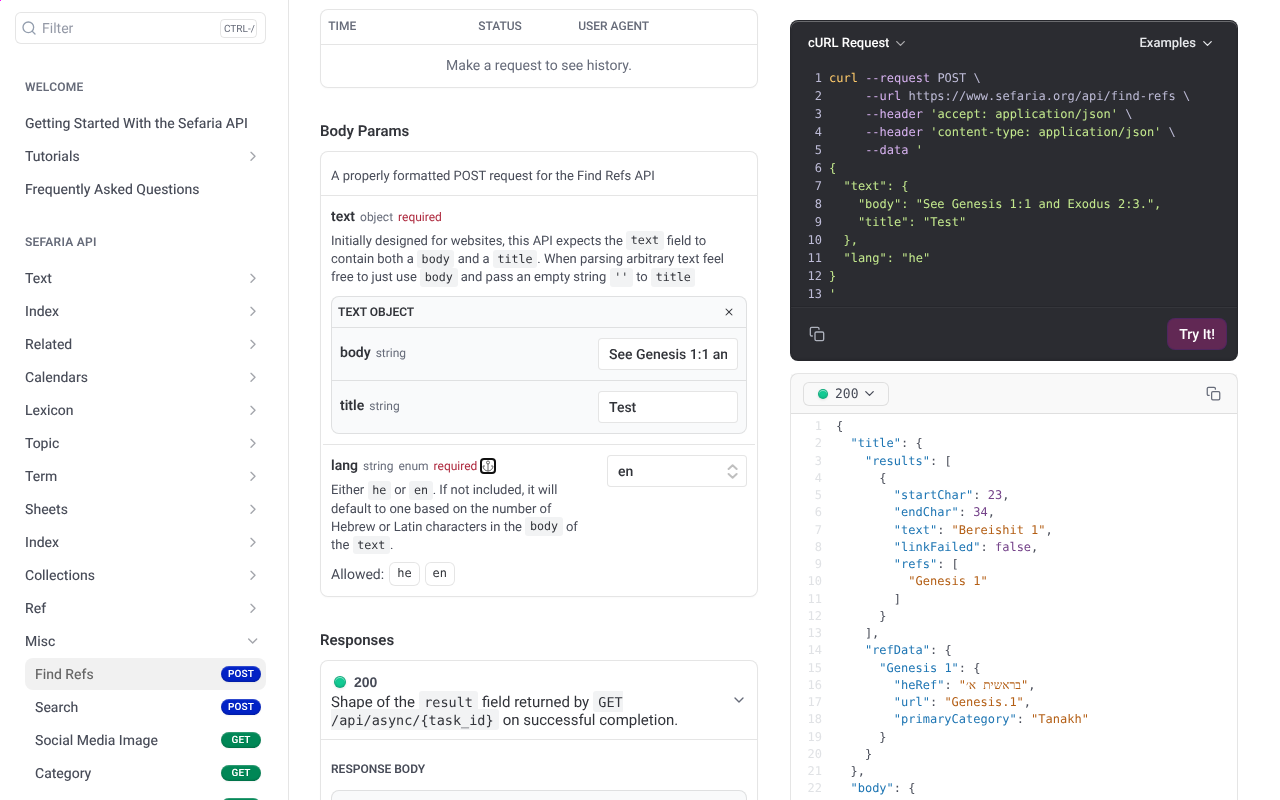 Filter
CTRL-/
WELCOME
Getting Started With the Sefaria API
Tutorials
Frequently Asked Questions
SEFARIA API
Text
Index
Related
Calendars
Lexicon
Topic
Term
Sheets
Index
Collections
Ref
Misc
Find Refs POST
Search POST
Social Media Image GET
Category GET
TIME STATUS USER AGENT
Make a request to see history.
Body Params
A properly formatted POST request for the Find Refs API
text object required
Initially designed for websites, this API expects the text field to
contain both a body and a title. When parsing arbitrary text feel
free to just use body and pass an empty string '' to title
TEXT OBJECT
body string See Genesis 1:1 an
title string Test
lang string enum required en
Either he or en. If not included, it will
default to one based on the number of
Hebrew or Latin characters in the body of
the text.
Allowed: he en
Responses
200
Shape of the result field returned by GET
/api/async/{task_id} on successful completion.
RESPONSE BODY
cURL Request Examples
1 curl --request POST \
2 --url https://www.sefaria.org/api/find-refs \
3 --header 'accept: application/json' \
4 --header 'content-type: application/json' \
5 --data '
6 {
7 "text": {
8 "body": "See Genesis 1:1 and Exodus 2:3.",
9 "title": "Test"
10 },
11 "lang": "he"
12 }
13 '
Try It!
200
1 {
2 "title": {
3 "results": [
4 {
5 "startChar": 23,
6 "endChar": 34,
7 "text": "Bereishit 1",
8 "linkFailed": false,
9 "refs": [
10 "Genesis 1"
11 ]
12 }
13 ],
14 "refData": {
15 "Genesis 1": {
16 "heRef": "בראשית א׳",
17 "url": "Genesis.1",
18 "primaryCategory": "Tanakh"
19 }
20 }
21 },
22 "body": {